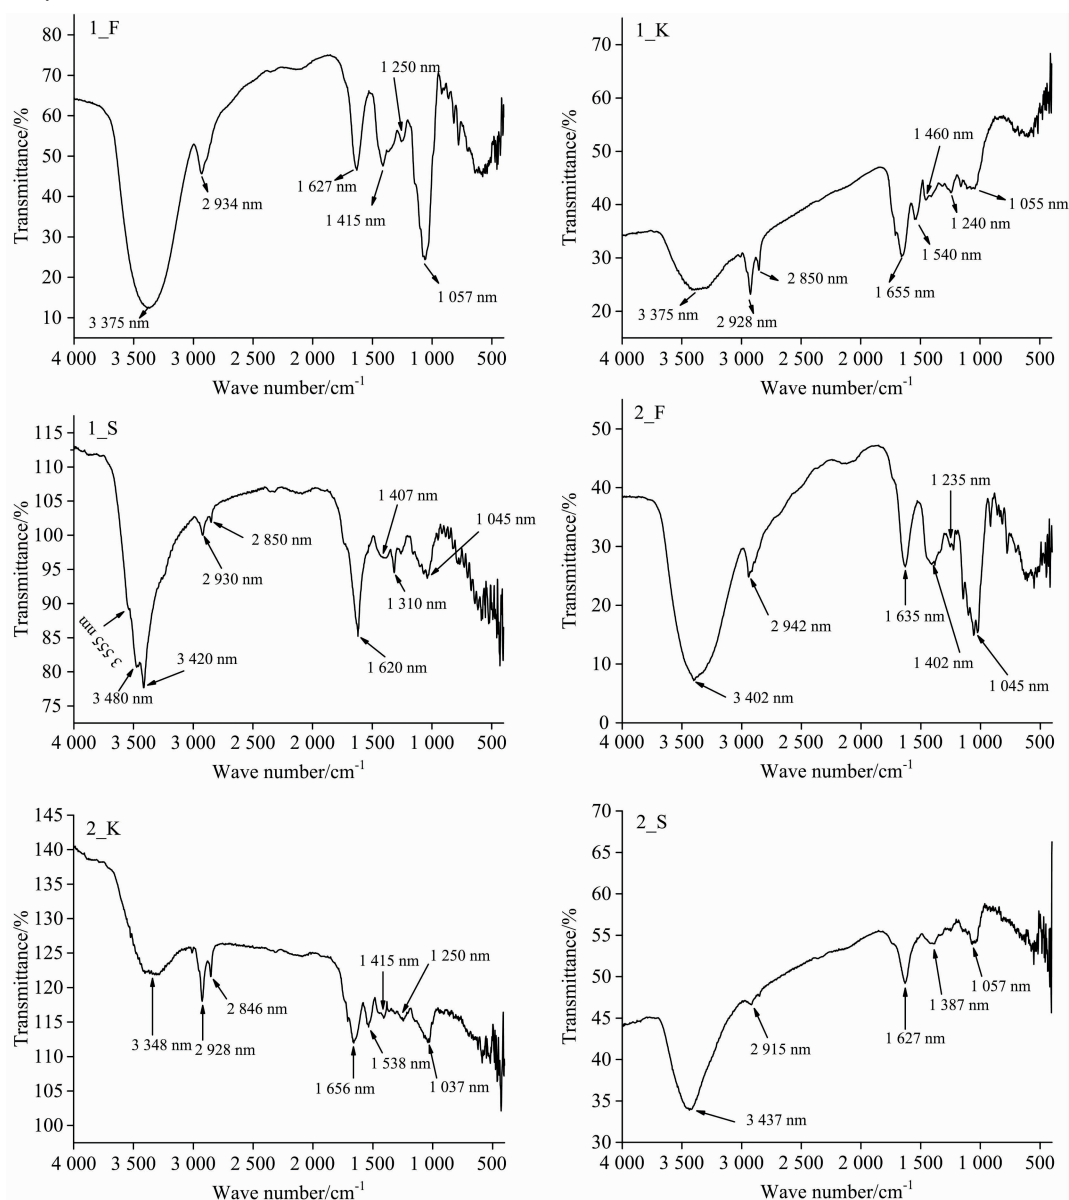 1_F
80
70
60
50
40
30
20
10
Transmittance/%
1 250 nm
2 934 nm
1 627 nm
1 415 nm
1 057 nm
3 375 nm
4 000 3 500 3 000 2 500 2 000 1 500 1 000 500
Wave number/cm-1
1_K
70
60
50
40
30
20
Transmittance/%
1 460 nm
1 055 nm
1 240 nm
1 540 nm
2 850 nm
1 655 nm
3 375 nm
2 928 nm
4 000 3 500 3 000 2 500 2 000 1 500 1 000 500
Wave number/cm-1
1_S
115
110
105
100
95
90
85
80
75
Transmittance/%
1 407 nm
1 045 nm
2 850 nm
2 930 nm
1 310 nm
3 555 nm
3 420 nm
1 620 nm
3 480 nm
4 000 3 500 3 000 2 500 2 000 1 500 1 000 500
Wave number/cm-1
2_F
50
40
30
20
10
0
Transmittance/%
1 235 nm
1 635 nm
2 942 nm
1 402 nm
1 045 nm
3 402 nm
4 000 3 500 3 000 2 500 2 000 1 500 1 000 500
Wave number/cm-1
2_K
145
140
135
130
125
120
115
110
105
100
Transmittance/%
1 415 nm
1 250 nm
2 846 nm
3 348 nm
2 928 nm
1 538 nm
1 656 nm
1 037 nm
4 000 3 500 3 000 2 500 2 000 1 500 1 000 500
Wave number/cm-1
2_S
70
65
60
55
50
45
40
35
30
Transmittance/%
1 057 nm
1 387 nm
1 627 nm
2 915 nm
3 437 nm
4 000 3 500 3 000 2 500 2 000 1 500 1 000 500
Wave number/cm-1